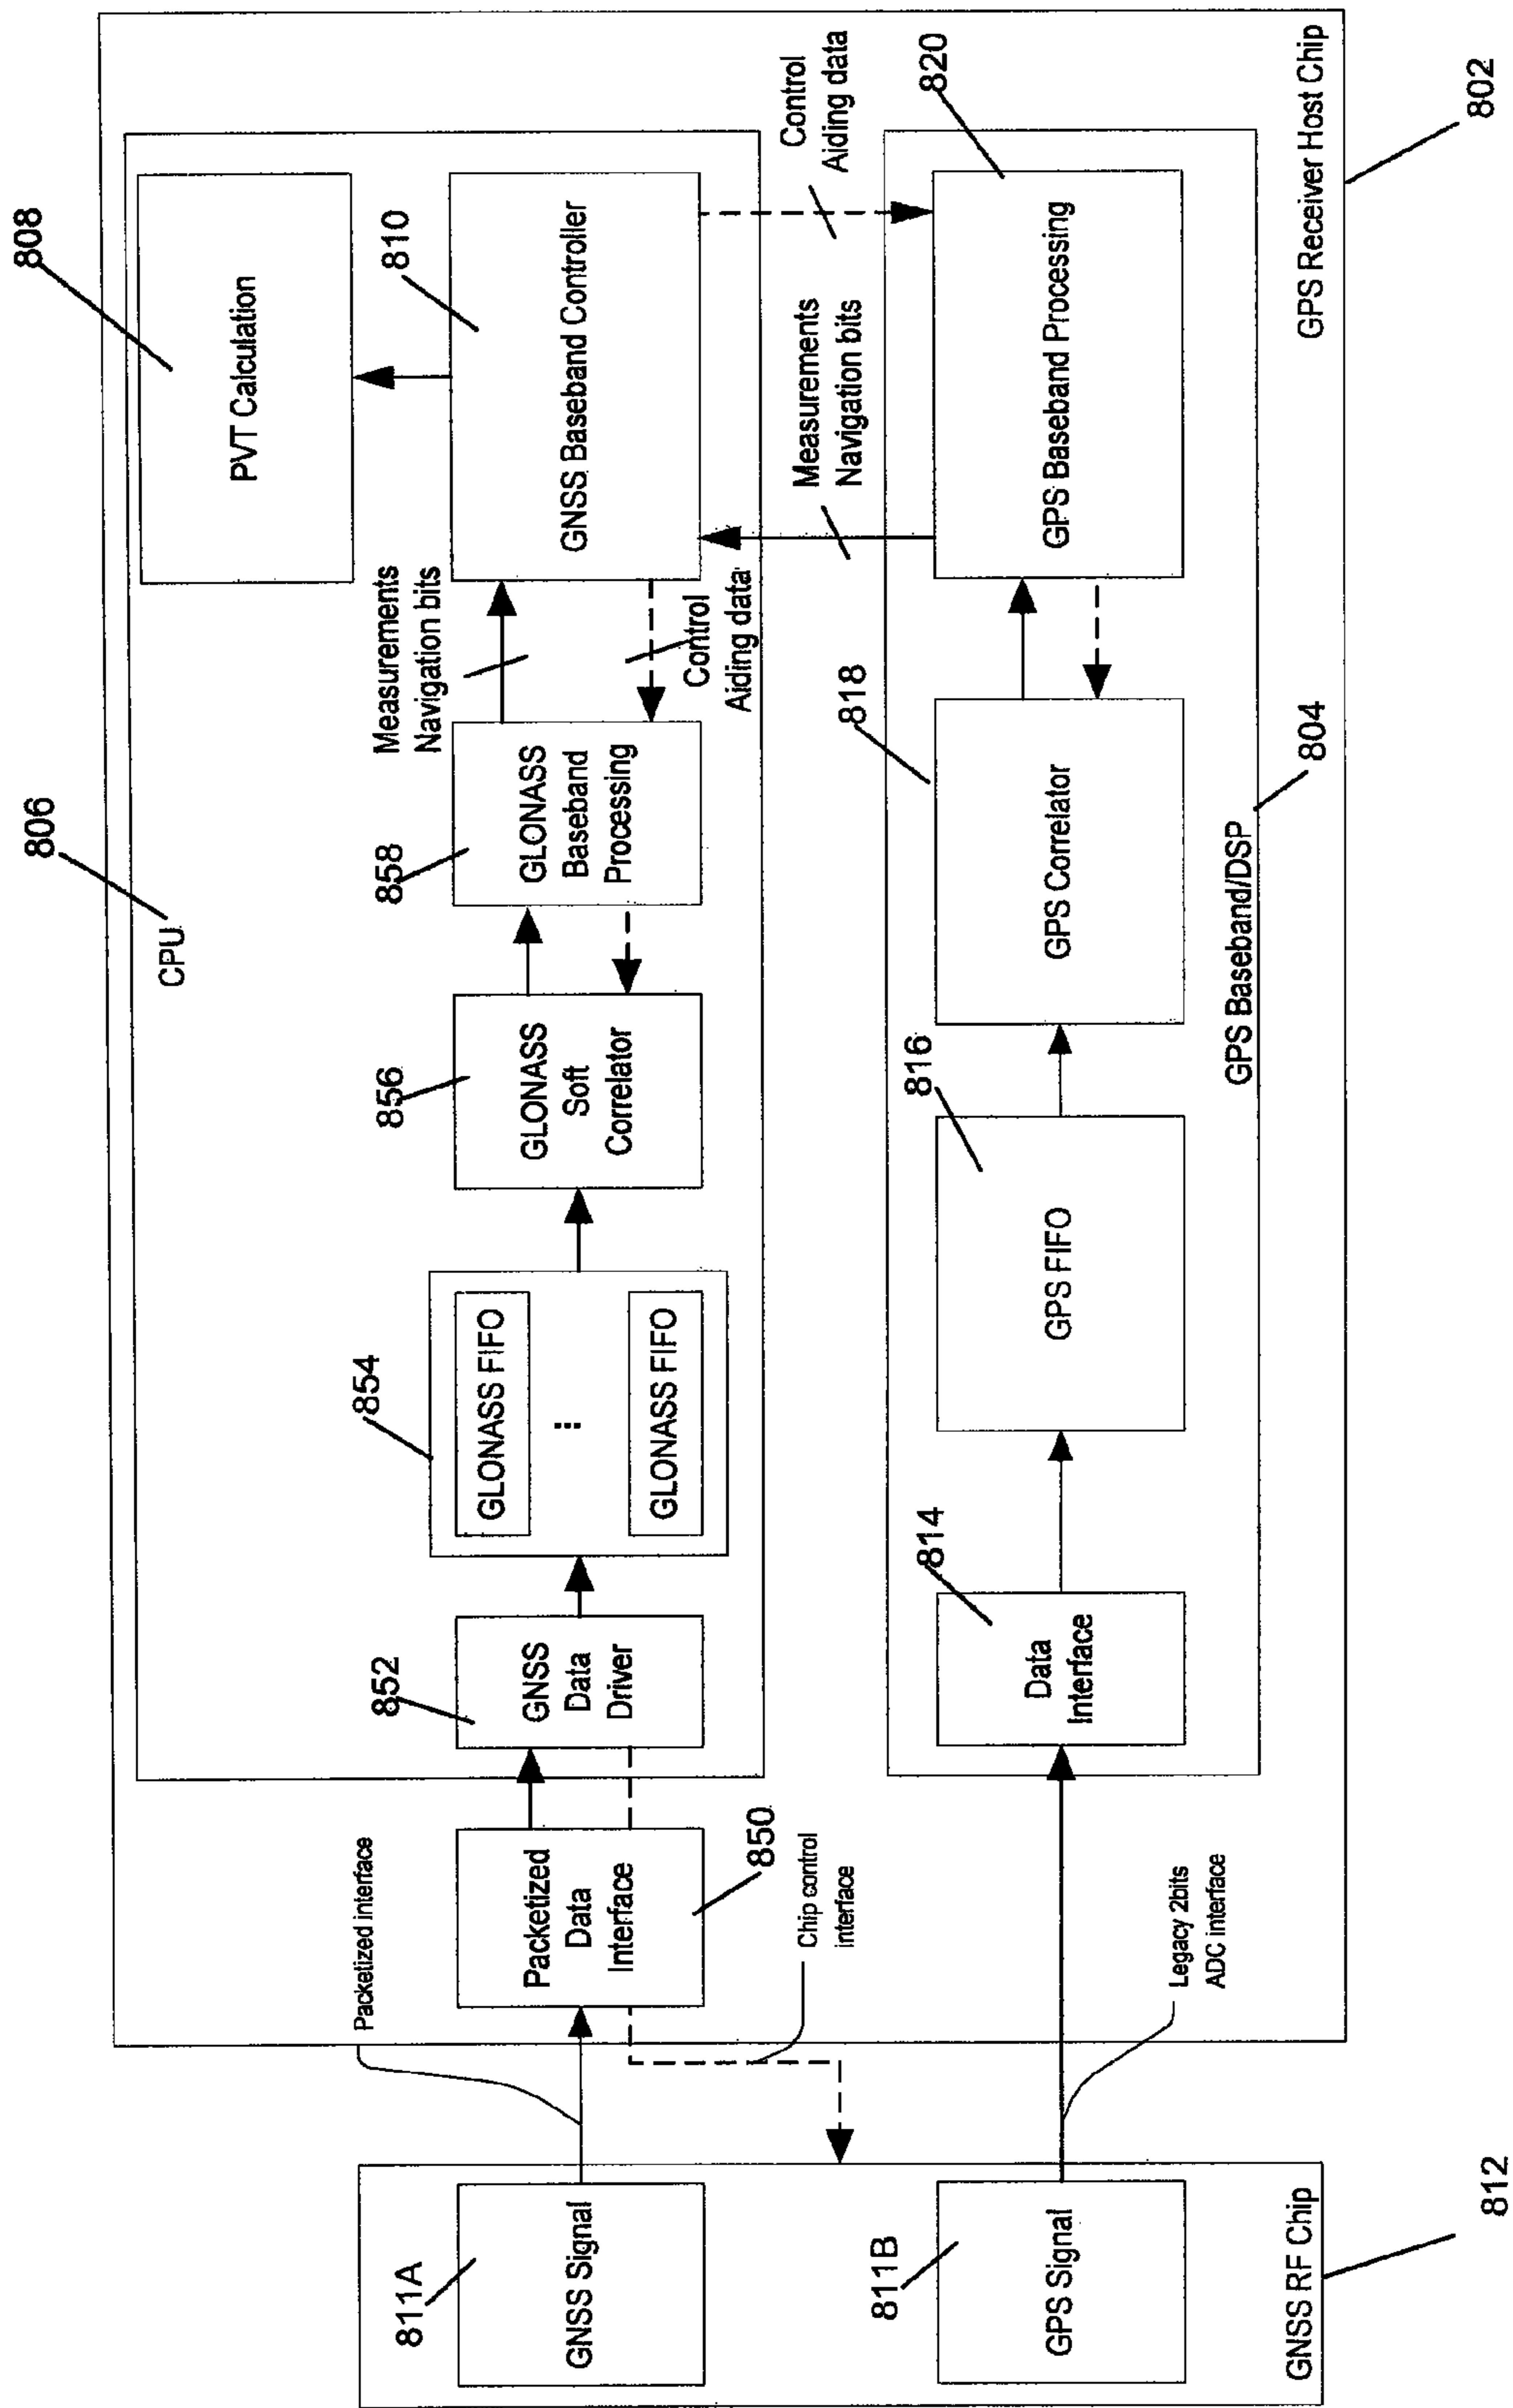 808
PVT Calculation
806
CPU
810
GNSS Baseband Controller
Measurements
Navigation bits
Control
Aiding data
858
GLONASS
Baseband
Processing
856
GLONASS
Soft
Correlator
854
GLONASS FIFO
...
GLONASS FIFO
852
GNSS
Data
Driver
Packetized interface
Packetized
Data
Interface
850
Chip control
interface
811A
GNSS Signal
Control
Aiding data
Measurements
Navigation bits
820
GPS Baseband Processing
818
GPS Correlator
816
GPS FIFO
814
Data
Interface
GPS Baseband/DSP
804
Legacy 2bits
ADC interface
811B
GPS Signal
GNSS RF Chip
812
GPS Receiver Host Chip
802